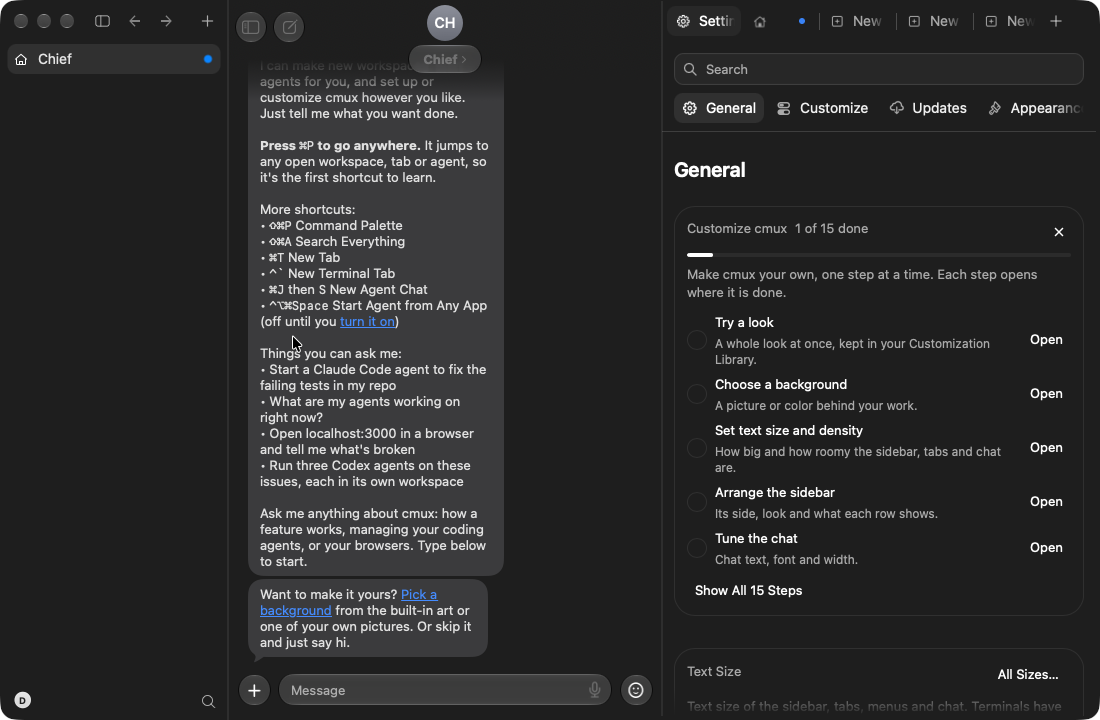 Chief
CH
Chief ›
I can make new workspac
agents for you, and set up or
customize cmux however you like.
Just tell me what you want done.
Press ⌘P to go anywhere. It jumps to
any open workspace, tab or agent, so
it's the first shortcut to learn.
More shortcuts:
• ⇧⌘P Command Palette
• ⇧⌘A Search Everything
• ⌘T New Tab
• ^` New Terminal Tab
• ⌘J then S New Agent Chat
• ^⌥⌘Space Start Agent from Any App
(off until you turn it on)
Things you can ask me:
• Start a Claude Code agent to fix the
failing tests in my repo
• What are my agents working on
right now?
• Open localhost:3000 in a browser
and tell me what's broken
• Run three Codex agents on these
issues, each in its own workspace
Ask me anything about cmux: how a
feature works, managing your coding
agents, or your browsers. Type below
to start.
Want to make it yours? Pick a
background from the built-in art or
one of your own pictures. Or skip it
and just say hi.
Message
D
Settin
New
New
New
Search
General
Customize
Updates
Appearanc
General
Customize cmux 1 of 15 done
Make cmux your own, one step at a time. Each step opens
where it is done.
Try a look
A whole look at once, kept in your Customization
Library.
Open
Choose a background
A picture or color behind your work.
Open
Set text size and density
How big and how roomy the sidebar, tabs and chat
are.
Open
Arrange the sidebar
Its side, look and what each row shows.
Open
Tune the chat
Chat text, font and width.
Open
Show All 15 Steps
Text Size
All Sizes...
Text size of the sidebar, tabs, menus and chat. Terminals have